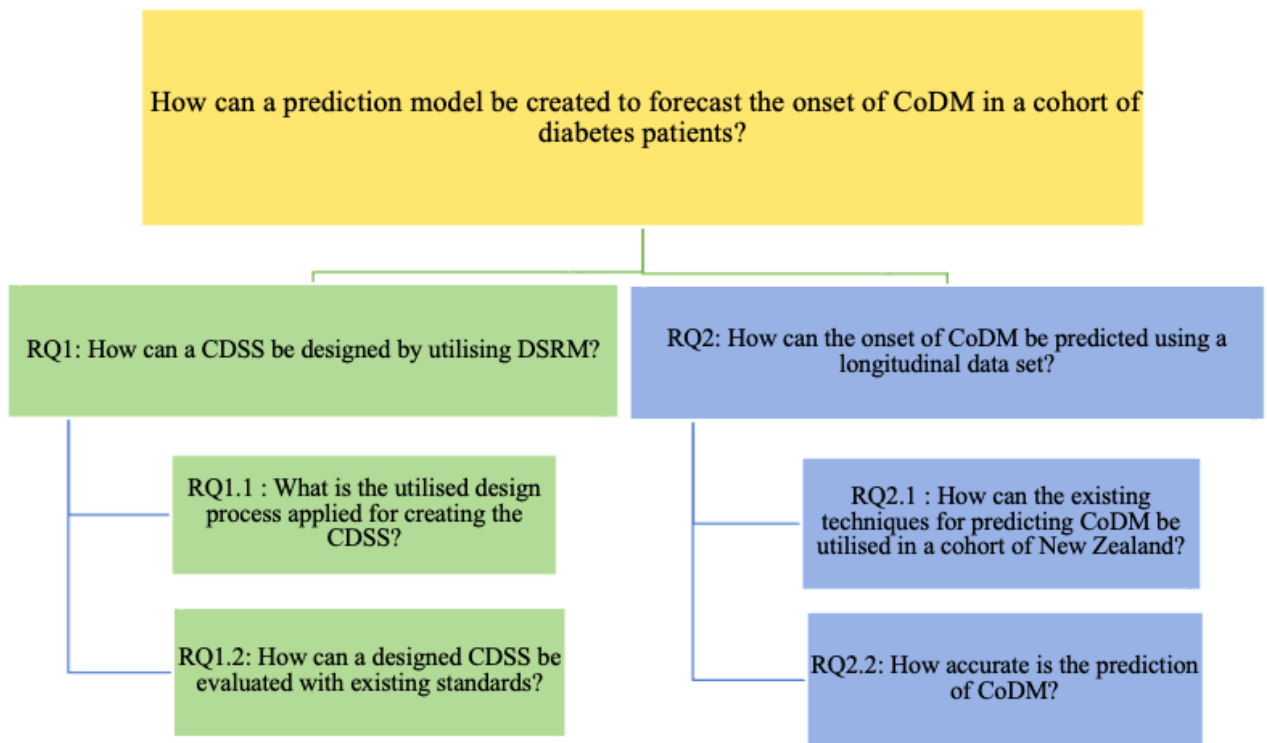 How can a prediction model be created to forecast the onset of CoDM in a cohort of
diabetes patients?
RQ1: How can a CDSS be designed by utilising DSRM?
RQ2: How can the onset of CoDM be predicted using a
longitudinal data set?
RQ1.1 : What is the utilised design
process applied for creating the
CDSS?
RQ2.1 : How can the existing
techniques for predicting CoDM be
utilised in a cohort of New Zealand?
RQ1.2: How can a designed CDSS be
evaluated with existing standards?
RQ2.2: How accurate is the prediction
of CoDM?